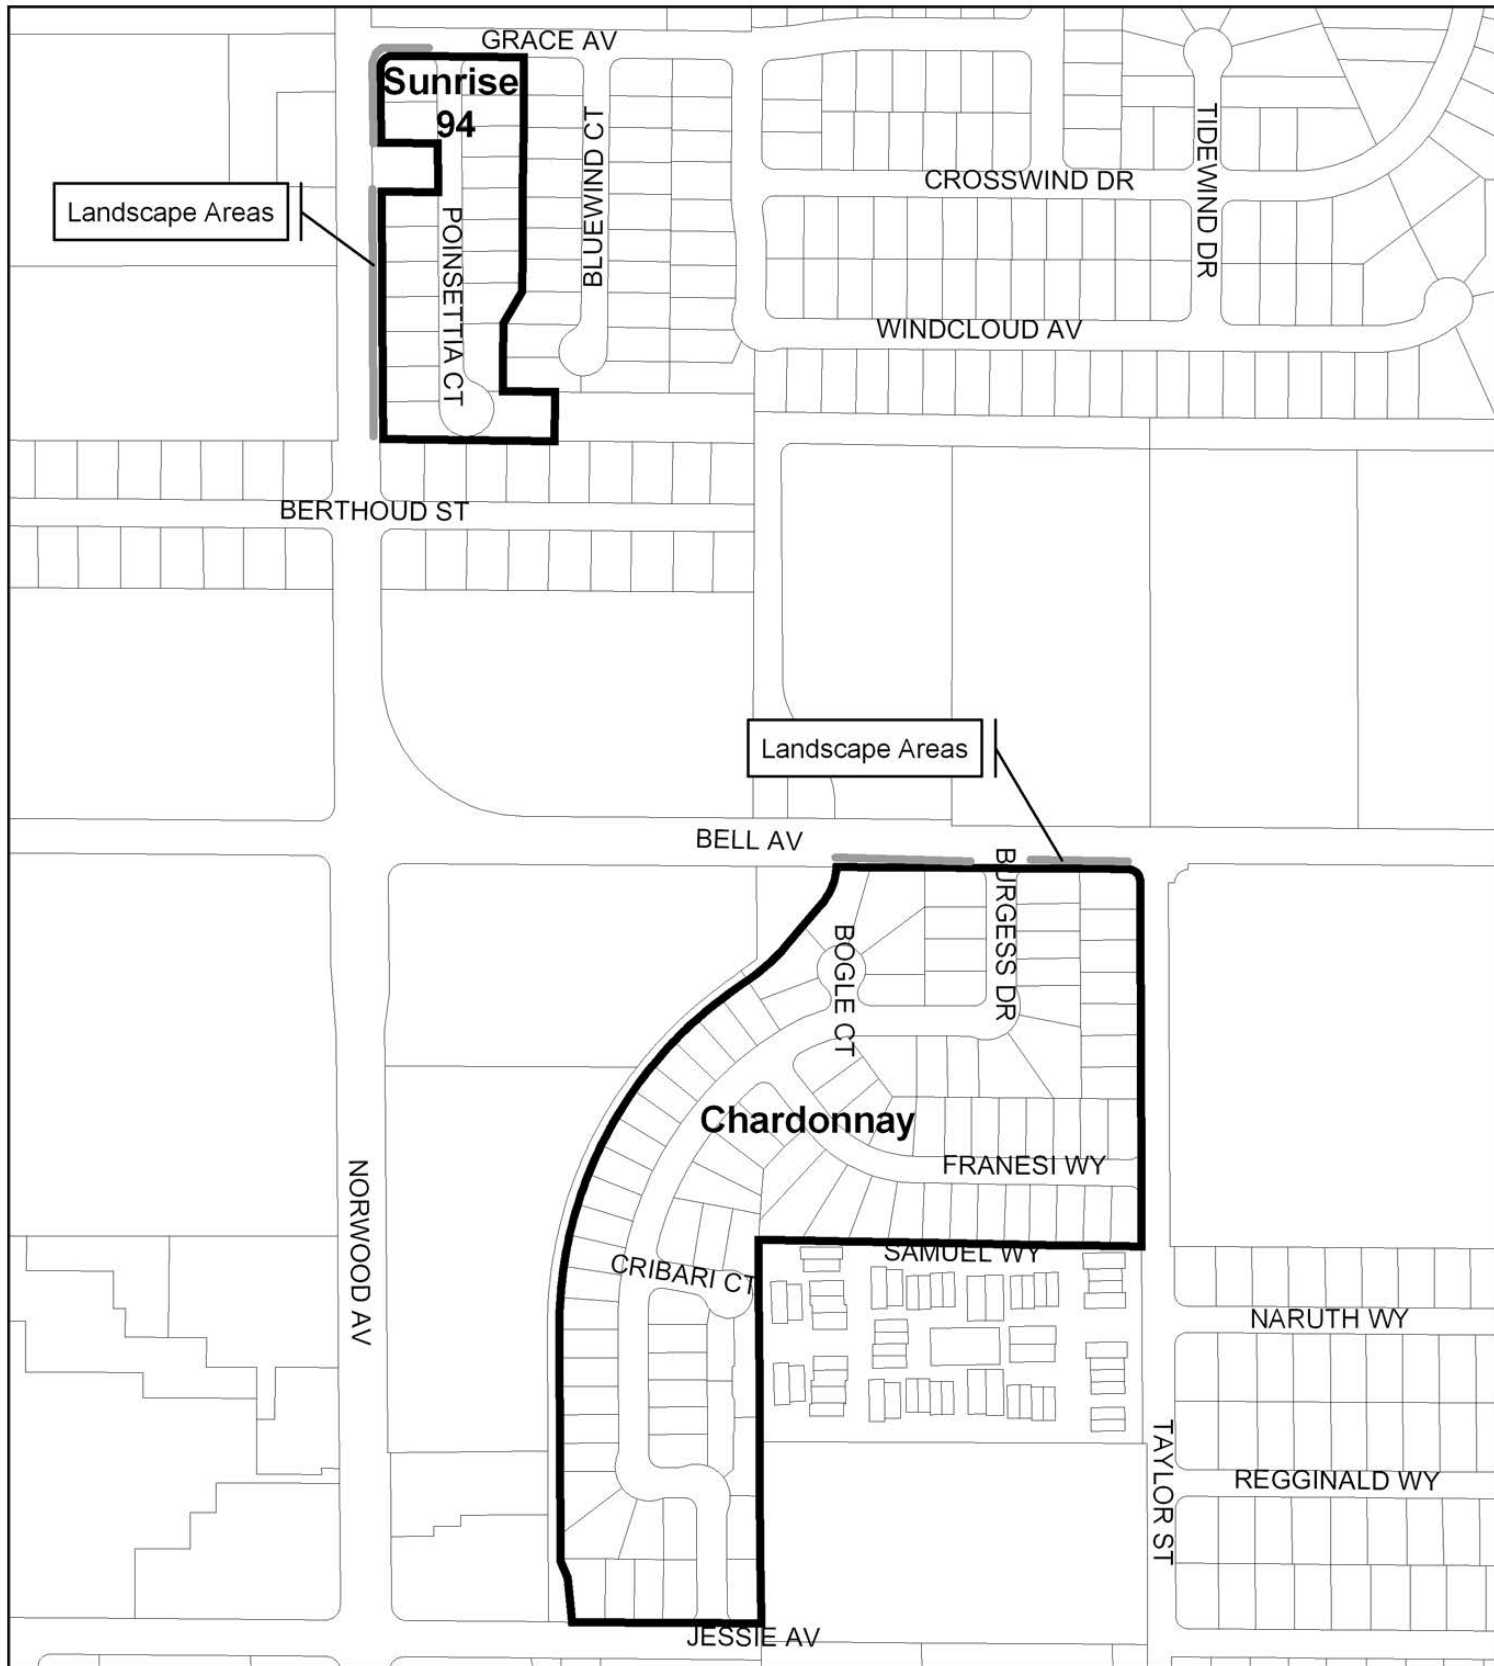 GRACE AV
Sunrise
94
TIDEWIND DR
BLUEWIND CT
CROSSWIND DR
Landscape Areas
POINSETTIA CT
WINDCLOUD AV
BERTHOUD ST
Landscape Areas
BELL AV
BURGESS DR
BOGLE CT
Chardonnay
FRANESI WY
NORWOOD AV
SAMUEL WY
CRIBARI CT
NARUTH WY
TAYLOR ST
REGGINALD WY
JESSIE AV